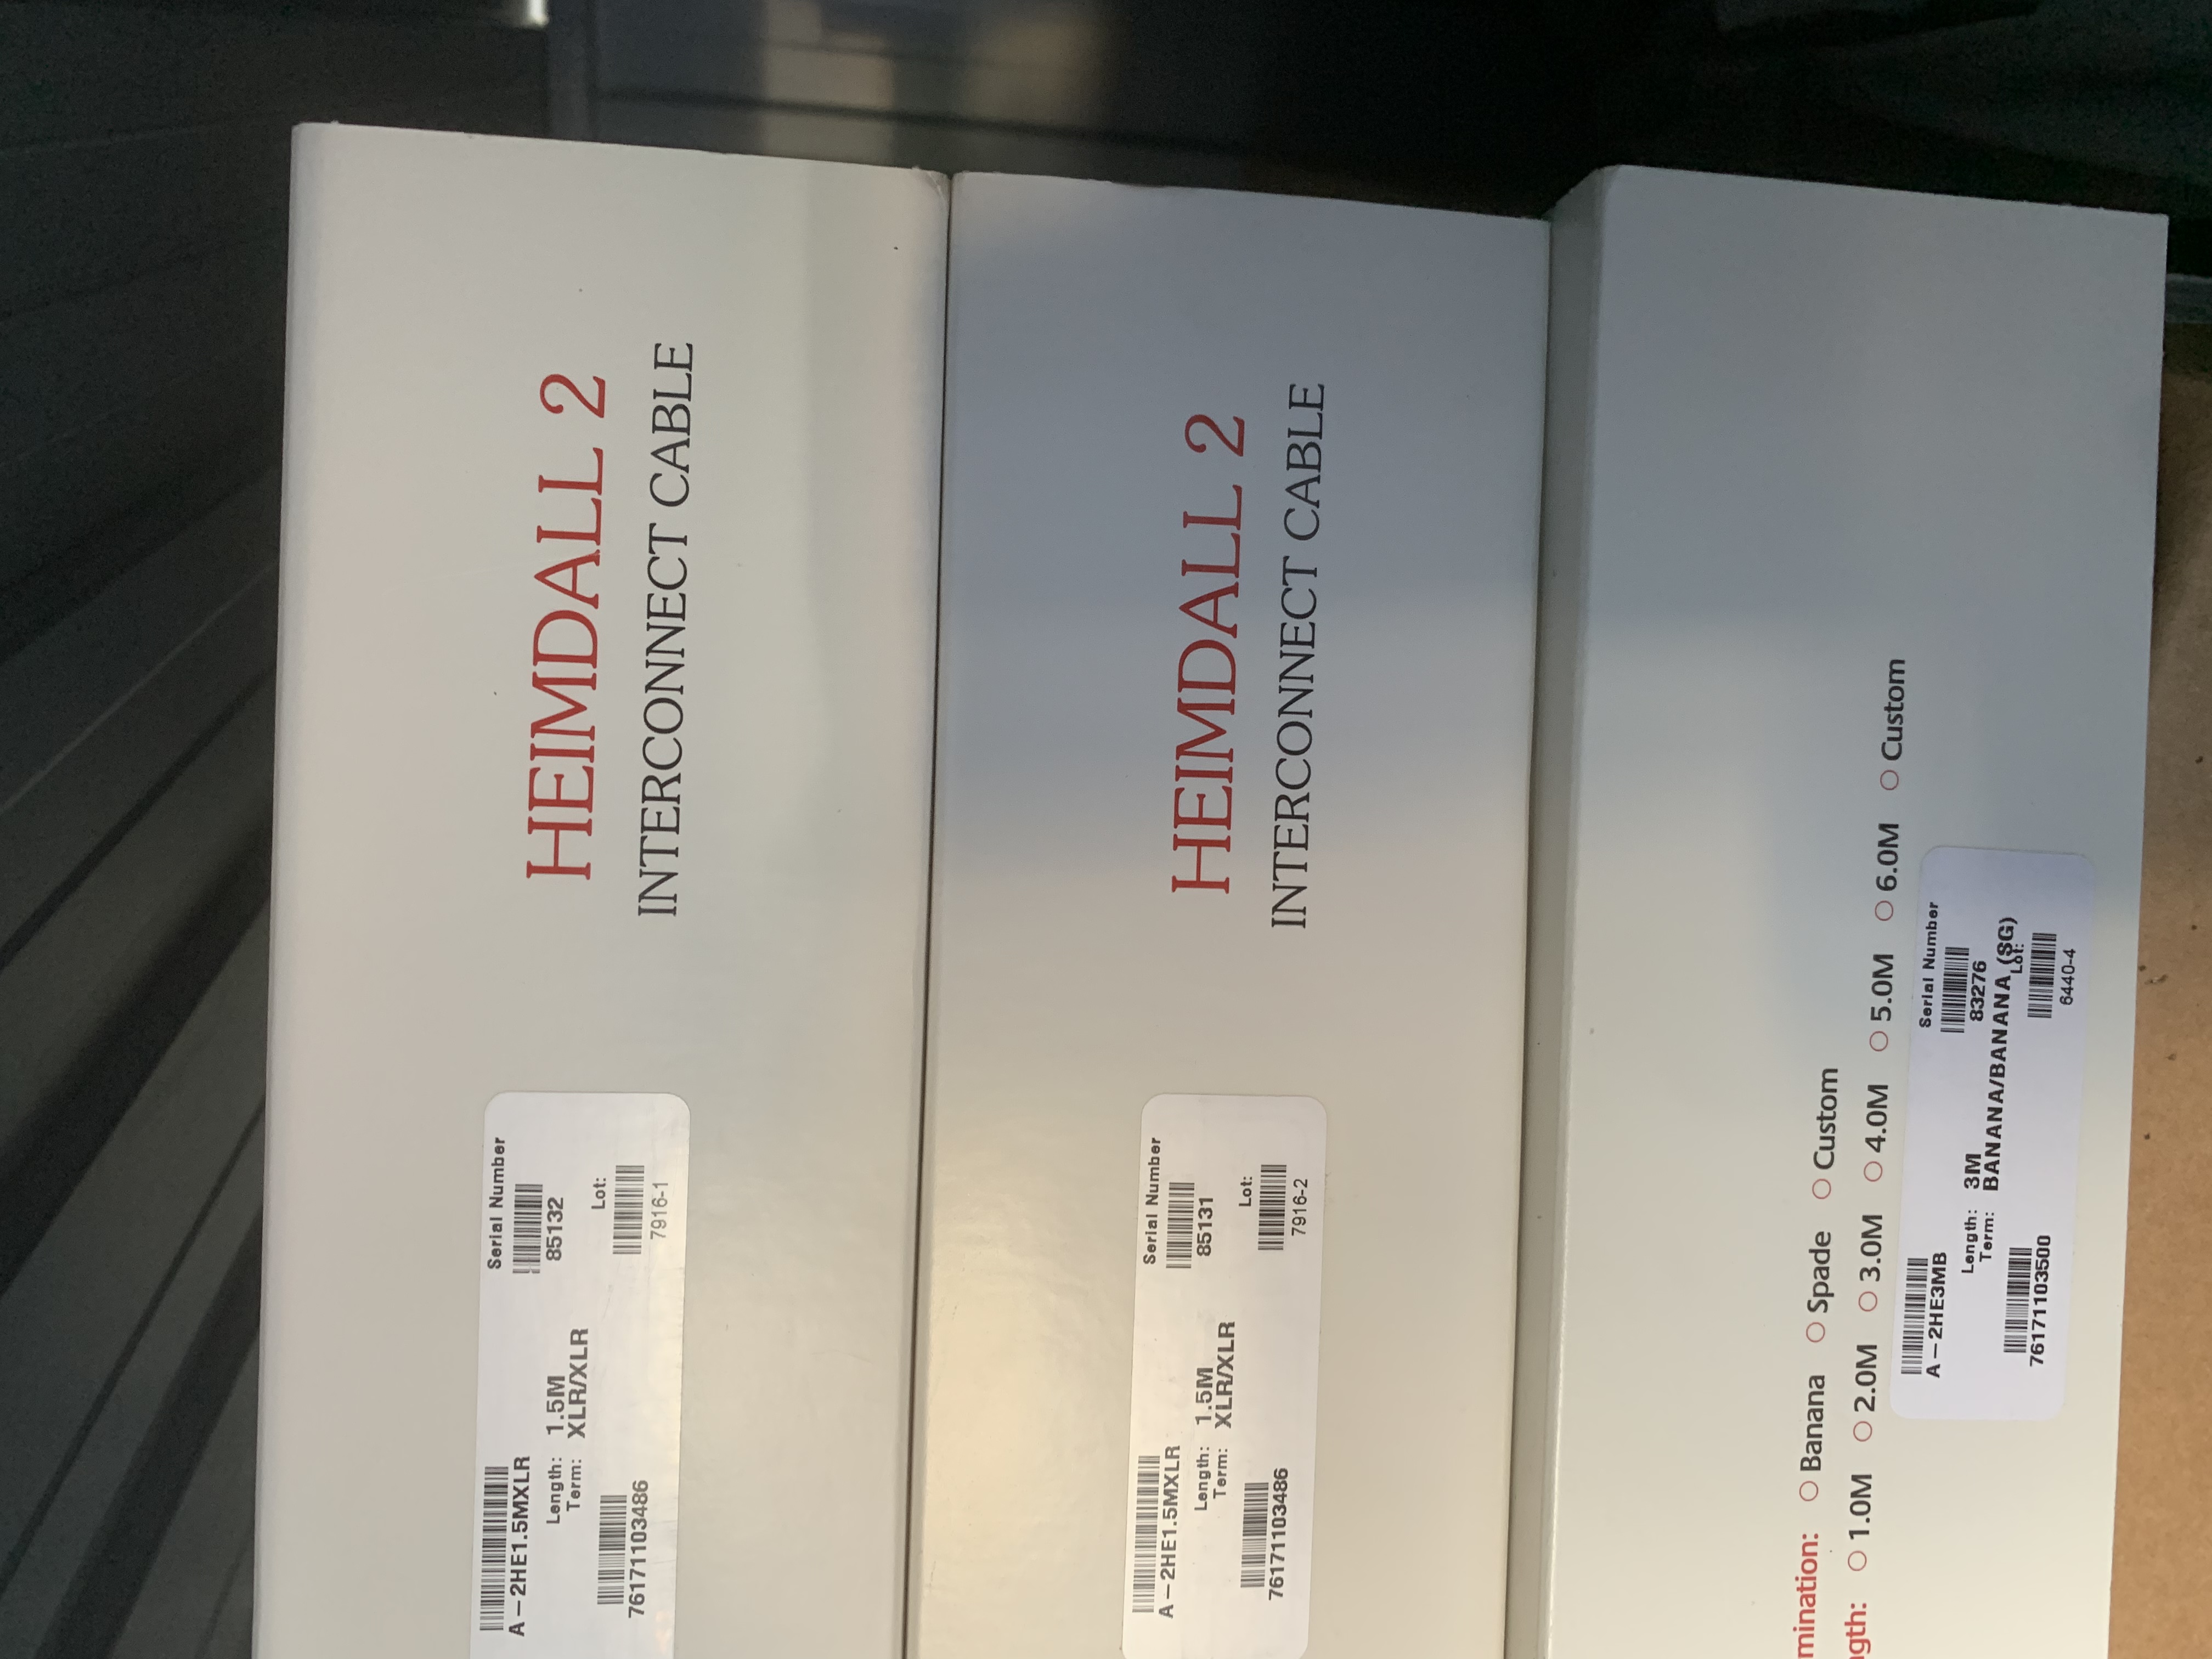 HEIMDALL 2
INTERCONNECT CABLE
A-2HE1.5MXLR
Serial Number
85132
Length: 1.5M
Term: XLR/XLR
Lot:
76171103486
7916-1
HEIMDALL 2
INTERCONNECT CABLE
A-2HE1.5MXLR
Serial Number
85131
Length: 1.5M
Term: XLR/XLR
Lot:
76171103486
7916-2
mination: Banana Spade Custom
gth: 1.0M 2.0M 3.0M 4.0M 5.0M 6.0M Custom
A-2HE3MB
Serial Number
83276
Length: 3M
Term: BANANA/BANANA (SG)
Lot:
76171103500
6440-4